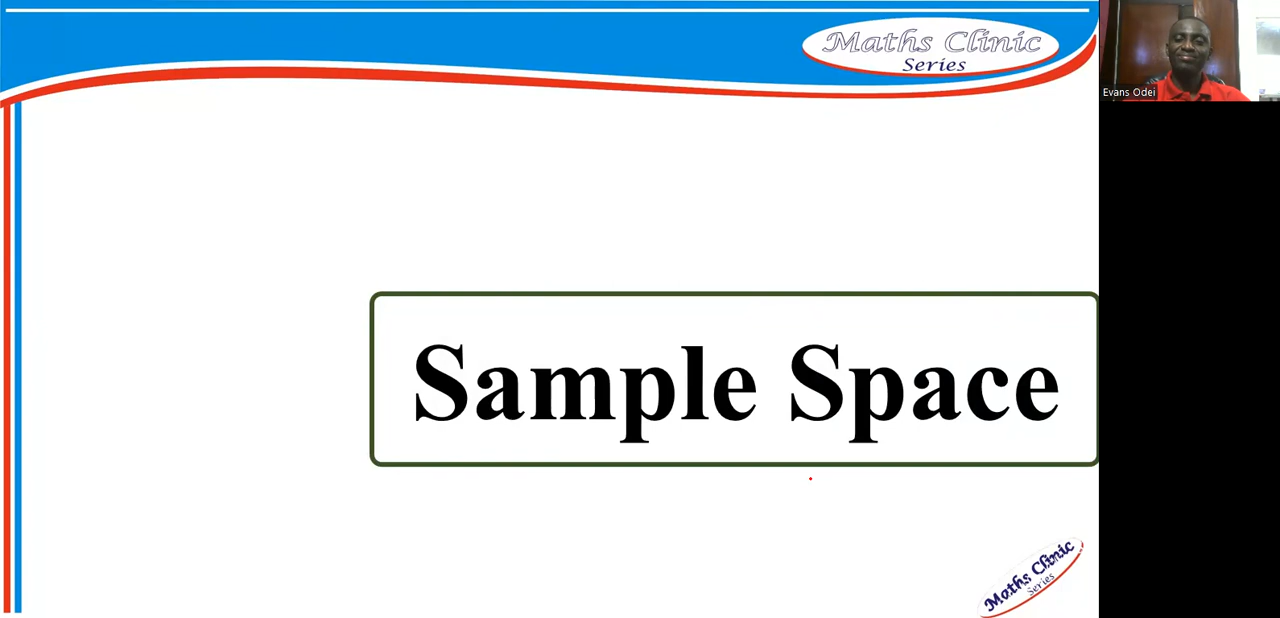 Maths Clinic
Series
Evans Odei
Sample Space
Maths Clinic
Series